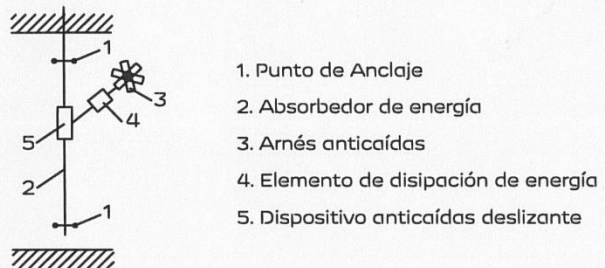 1
3
4
5
2
1
1. Punto de Anclaje
2. Absorbedor de energía
3. Arnés anticaídas
4. Elemento de disipación de energía
5. Dispositivo anticaídas deslizante